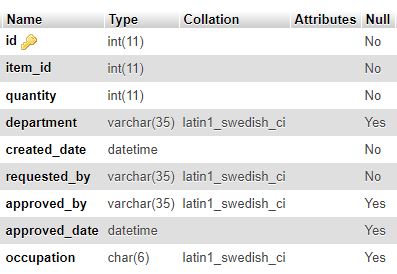 Name Type Collation Attributes Null
id int(11) No
item_id int(11) No
quantity int(11) No
department varchar(35) latin1_swedish_ci Yes
created_date datetime No
requested_by varchar(35) latin1_swedish_ci No
approved_by varchar(35) latin1_swedish_ci Yes
approved_date datetime Yes
occupation char(6) latin1_swedish_ci Yes